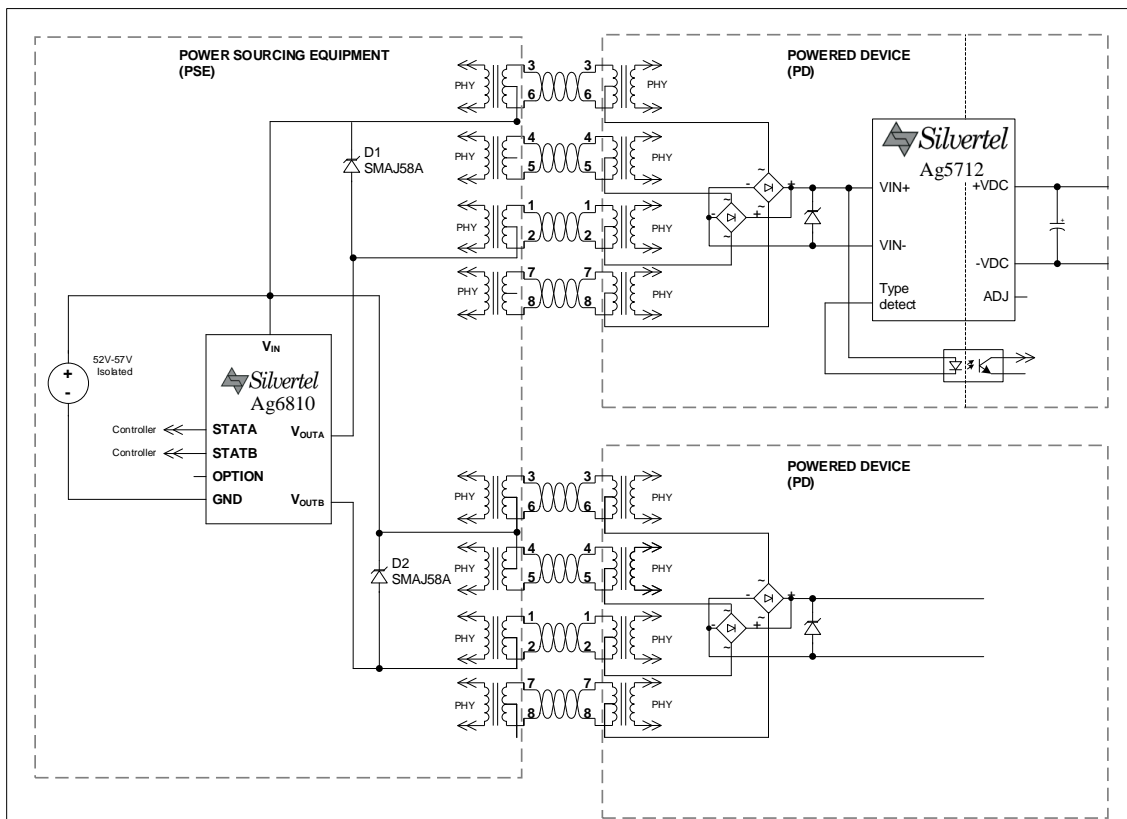 POWER SOURCING EQUIPMENT
(PSE)
POWERED DEVICE
(PD)
PHY
3
6
3
6
PHY
PHY
4
5
4
5
PHY
PHY
1
2
1
2
PHY
PHY
7
8
7
8
PHY
D1
SMAJ58A
~
-
+
~
~
-
+
~
Silvertel
Ag5712
VIN+
VIN-
Type
detect
+VDC
-VDC
ADJ
+
52V-57V
Isolated
+
-
VIN
Silvertel
Ag6810
Controller
STATA
Controller
STATB
OPTION
GND
VOUTA
VOUTB
POWERED DEVICE
(PD)
PHY
3
6
3
6
PHY
PHY
4
5
4
5
PHY
PHY
1
2
1
2
PHY
PHY
7
8
7
8
PHY
D2
SMAJ58A
~
-
+
~
~
-
+
~